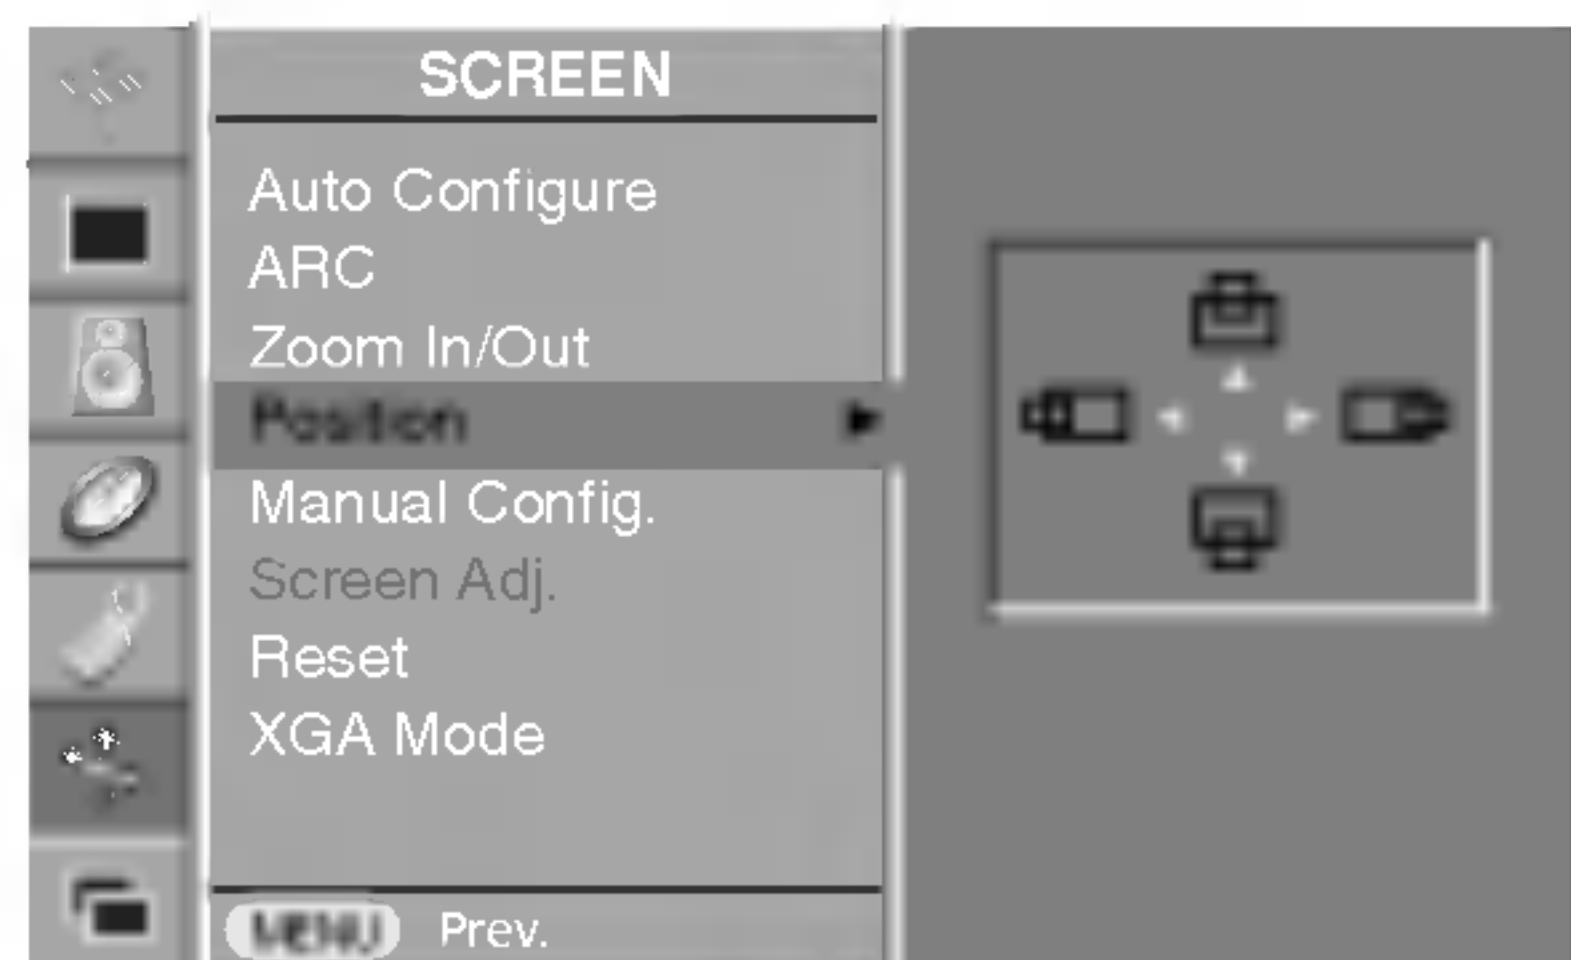 SCREEN
Auto Configure
ARC
Zoom In/Out
Position
Manual Config.
Screen Adj.
Reset
XGA Mode
MENU Prev.